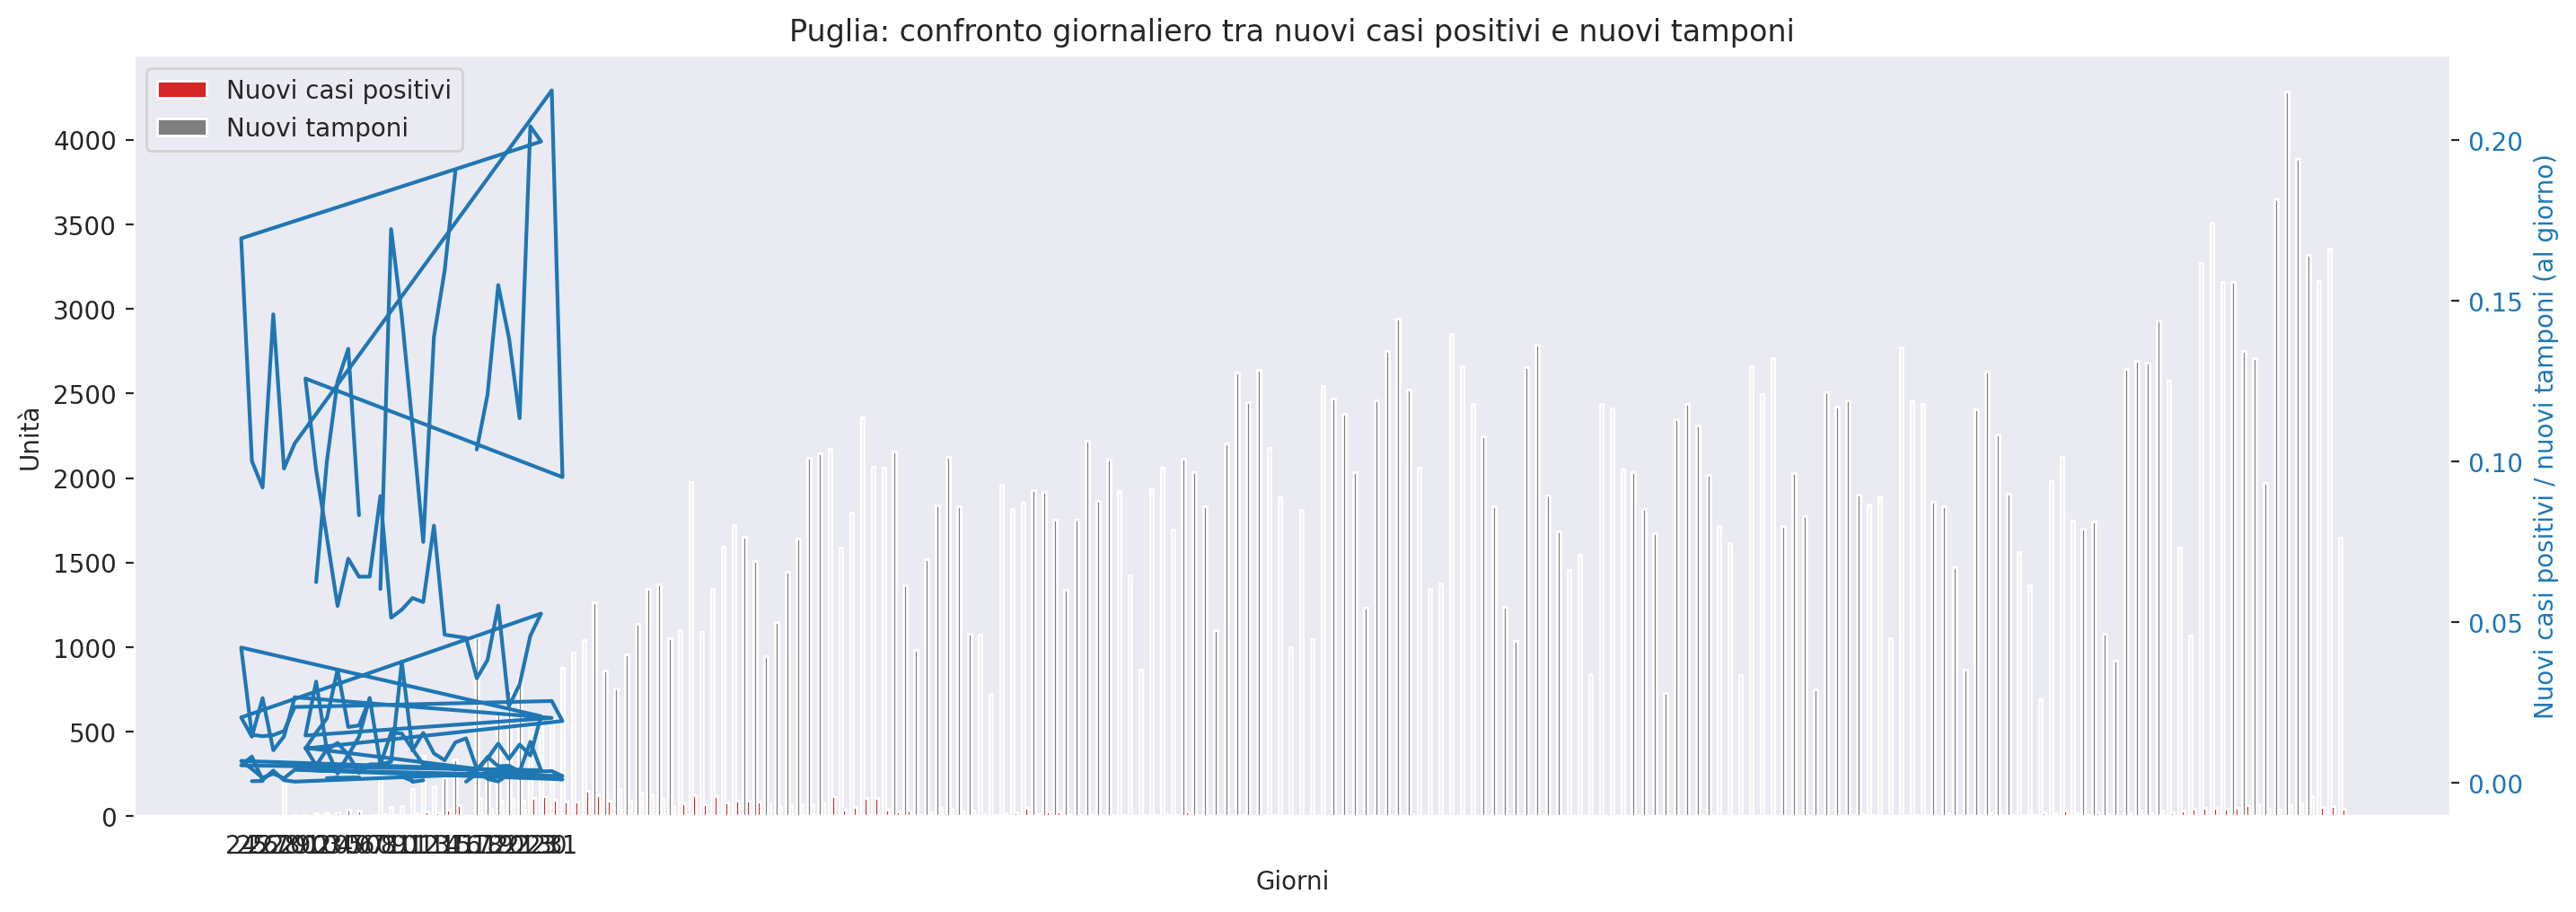 Puglia: confronto giornaliero tra nuovi casi positivi e nuovi tamponi
Nuovi casi positivi
Nuovi tamponi
4000
3500
3000
2500
2000
1500
1000
500
0
Unità
0.20
0.15
0.10
0.05
0.00
Nuovi casi positivi / nuovi tamponi (al giorno)
Giorni